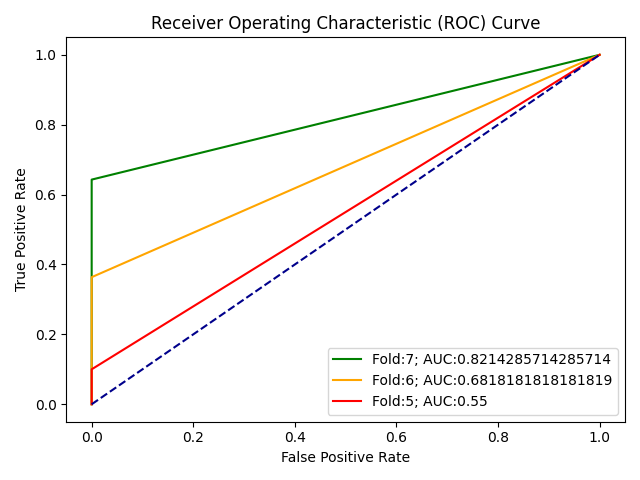 Receiver Operating Characteristic (ROC) Curve
True Positive Rate
1.0
0.8
0.6
0.4
0.2
0.0
Fold:7; AUC:0.8214285714285714
Fold:6; AUC:0.6818181818181819
Fold:5; AUC:0.55
0.0 0.2 0.4 0.6 0.8 1.0
False Positive Rate